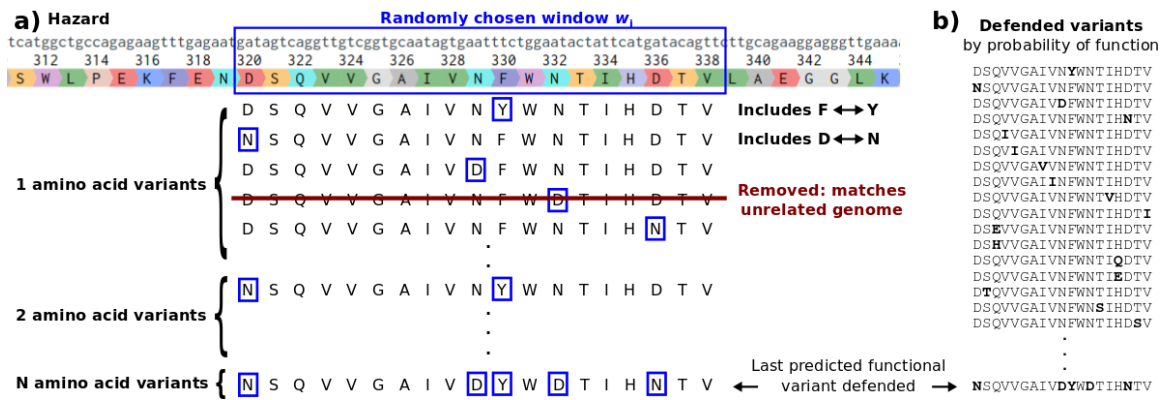 a) Hazard
Randomly chosen window wi
tcatggctgccagagaagtttgagaatgatagtcaggttgtcggtgcaatagtgaatttctggaatactattcatgatacagttcttgcagaaggagggttgaaa
312 314 316 318 320 322 324 326 328 330 332 334 336 338 340 342 344
S W L P E K F E N D S Q V V G A I V N F W N T I H D T V L A E G G L K
D S Q V V G A I V N Y W N T I H D T V
Includes F ↔ Y
N S Q V V G A I V N F W N T I H D T V
Includes D ↔ N
1 amino acid variants
D S Q V V G A I V D F W N T I H D T V
D S Q V V G A I V N F W D T I H D T V
Removed: matches
unrelated genome
D S Q V V G A I V N F W N T I H N T V
2 amino acid variants
N S Q V V G A I V N Y W N T I H D T V
N amino acid variants
N S Q V V G A I V D Y W D T I H N T V
Last predicted functional
variant defended
b)
Defended variants
by probability of function
DSQVVGAIVNYWNTIHDTV
NSQVVGAIVNFWNTIHDTV
DSQVVGAIVDFWNTIHDTV
DSQVVGAIVNFWNTIHNTV
DSQIVGAIVNFWNTIHDTV
DSQVIGAIVNFWNTIHDTV
DSQVVGAVVNFWNTIHDTV
DSQVVGAIINFWNTIHDTV
DSQVVGAIVNFWNTVHDTV
DSQVVGAIVNFWNTIHDTI
DSEVVGAIVNFWNTIHDTV
DSHVVGAIVNFWNTIHDTV
DSQVVGAIVNFWNTIQDTV
DSQVVGAIVNFWNTIEDTV
DTQVVGAIVNFWNTIHDTV
DSQVVGAIVNFWNSIHDTV
DSQVVGAIVNFWNTIHDSV
NSQVVGAIVDYWDTIHNTV